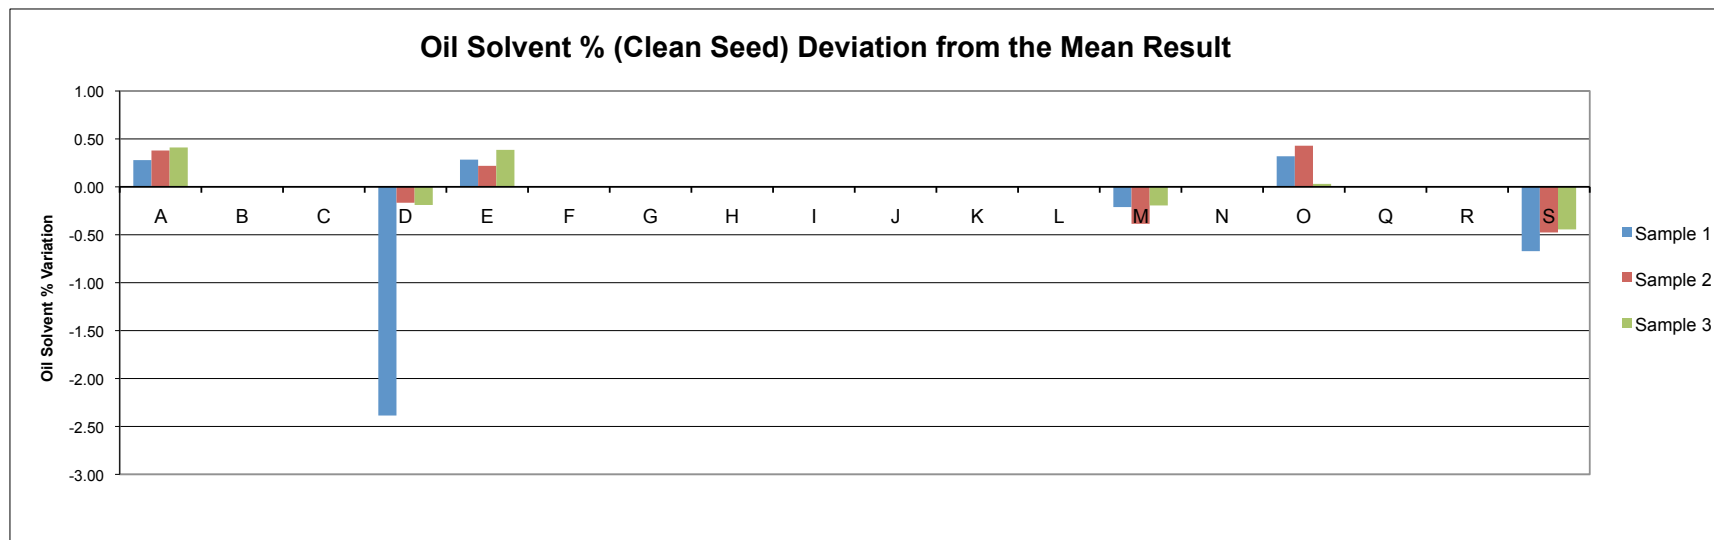 Oil Solvent % (Clean Seed) Deviation from the Mean Result
1.00
0.50
0.00
-0.50
-1.00
-1.50
-2.00
-2.50
-3.00
Oil Solvent % Variation
A B C D E F G H I J K L M N O Q R S
Sample 1
Sample 2
Sample 3